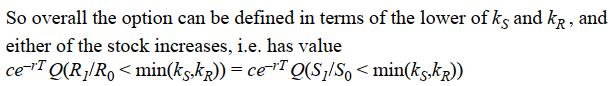 So overall the option can be defined in terms of the lower of k_S and k_R, and
either of the stock increases, i.e. has value
ce^{-rT} Q(R_1/R_0 < min(k_S,k_R)) = ce^{-rT} Q(S_1/S_0 < min(k_S,k_R))